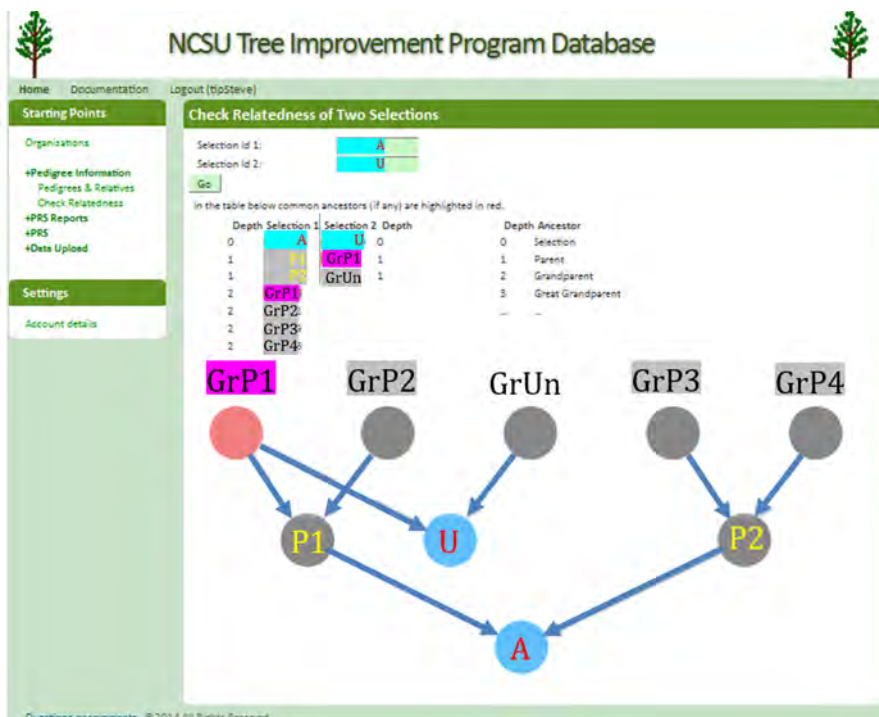 NCSU Tree Improvement Program Database
Home Documentation Logout (tipSteve)
Starting Points
Organisations
+Pedigree Information
Pedigrees & Relatives
Check Relatedness
+PRS Reports
+PRS
+Data Upload
Settings
Account details
Check Relatedness of Two Selections
Selection Id 1: A
Selection Id 2: U
Go
In the table below common ancestors (if any) are highlighted in red.
Depth Selection 1 Selection 2 Depth
0 A U 0
1 P1 GrP1 1
1 P2 GrUn 1
2 GrP1
2 GrP2
2 GrP3
2 GrP4
Depth Ancestor
0 Selection
1 Parent
2 Grandparent
3 Great Grandparent
... ...
GrP1 GrP2 GrUn GrP3 GrP4
P1 U P2
A